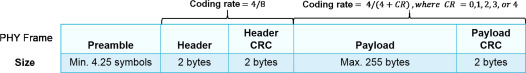 Coding rate = 4/8
Coding rate = 4/(4 + CR), where CR = 0,1,2,3, or 4
PHY Frame
Preamble
Header
Header CRC
Payload
Payload CRC
Size
Min. 4.25 symbols
2 bytes
2 bytes
Max. 255 bytes
2 bytes